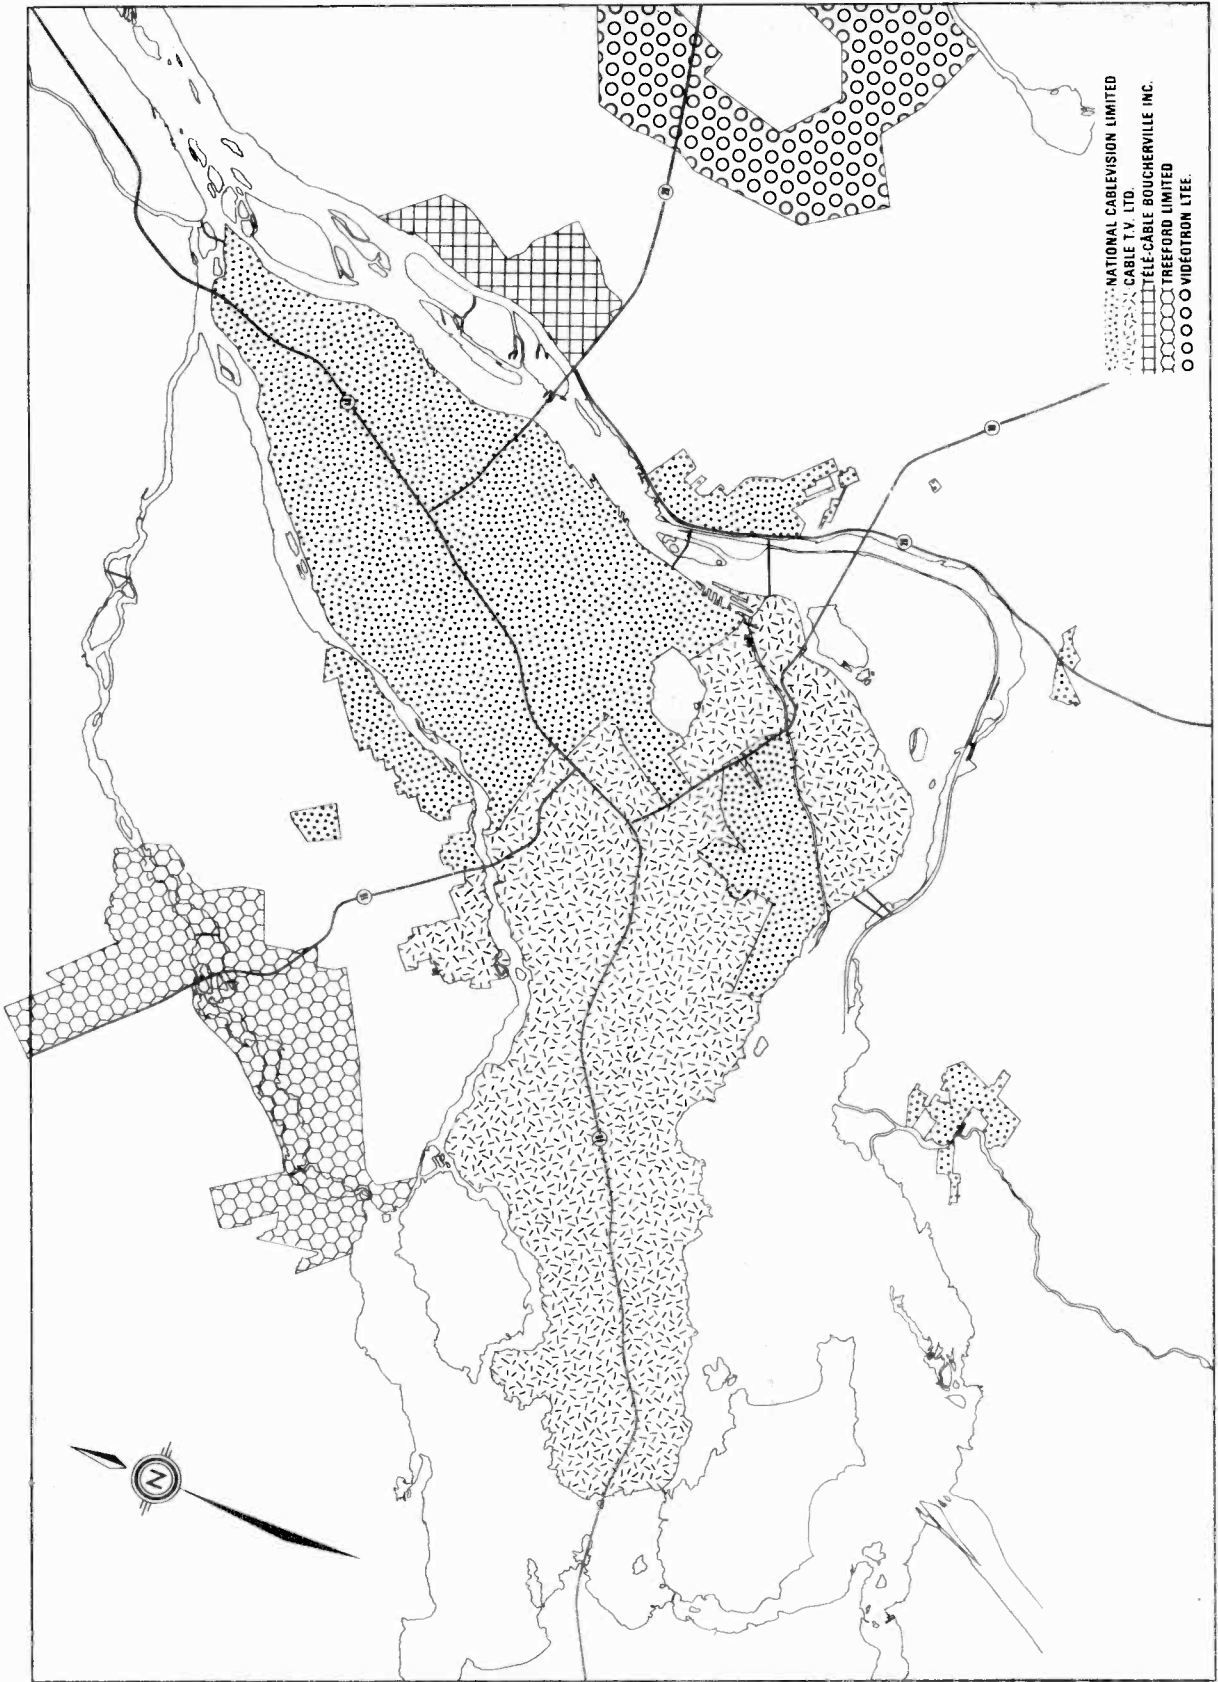 NATIONAL CABLEVISION LIMITED
CABLE T.V. LTD.
TÉLÉ-CÂBLE BOUCHERVILLE INC.
TREEFORD LIMITED
VIDÉOTRON LTEE.
N